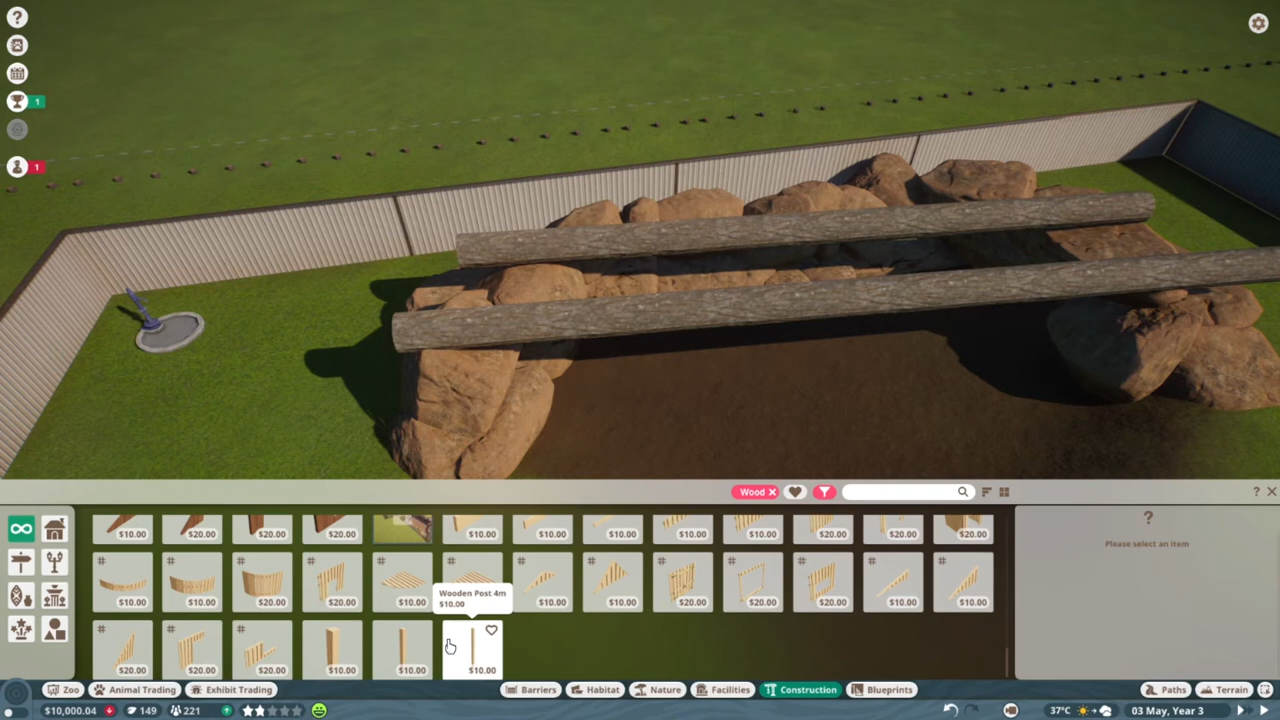 ?
1
1
Wood ×
? ×
$10.00 $20.00 $20.00 $20.00 $10.00 $10.00 $10.00 $10.00 $10.00 $20.00 $20.00 $20.00
?
Please select an item
# # # # # # # # # # # # #
$10.00 $10.00 $20.00 $20.00 $10.00 $10.00 $10.00 $20.00 $10.00 $20.00 $10.00 $10.00
Wooden Post 4m
$10.00
# # #
$20.00 $20.00 $20.00 $10.00 $10.00 $10.00
Zoo Animal Trading Exhibit Trading Barriers Habitat Nature Facilities Construction Blueprints Paths Terrain
$10,000.04 149 221 37°C 03 May, Year 3